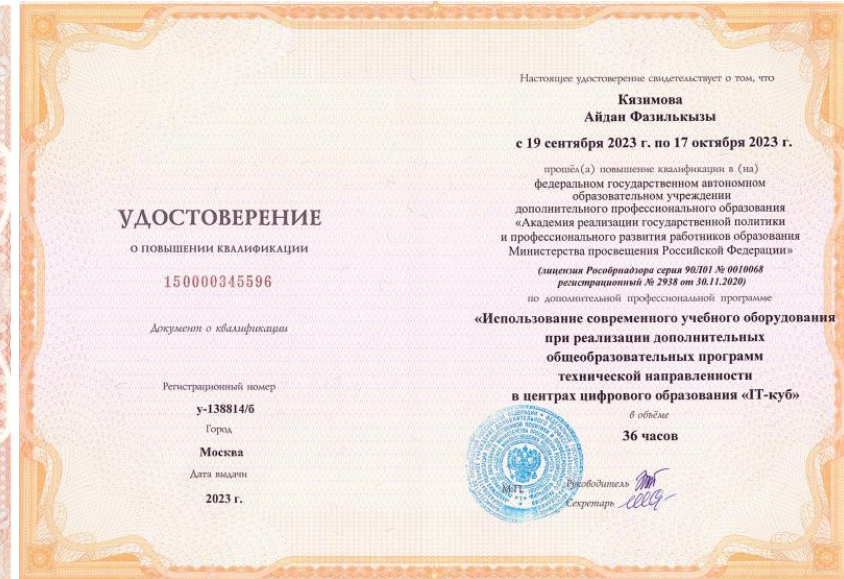 УДОСТОВЕРЕНИЕ
О ПОВЫШЕНИИ КВАЛИФИКАЦИИ
150000345596
Документ о квалификации
Регистрационный номер
у-138814/б
Город
Москва
Дата выдачи
2023 г.
Настоящее удостоверение свидетельствует о том, что
Кязимова
Айдан Фазилькызы
с 19 сентября 2023 г. по 17 октября 2023 г.
прошёл(а) повышение квалификации в (на)
федеральном государственном автономном
образовательном учреждении
дополнительного профессионального образования
«Академия реализации государственной политики
и профессионального развития работников образования
Министерства просвещения Российской Федерации»
(лицензия Рособрнадзора серия 90Л01 № 0010068
регистрационный № 2938 от 30.11.2020)
по дополнительной профессиональной программе
«Использование современного учебного оборудования
при реализации дополнительных
общеобразовательных программ
технической направленности
в центрах цифрового образования «IT-куб»
в объёме
36 часов
М.П.
Руководитель
Секретарь